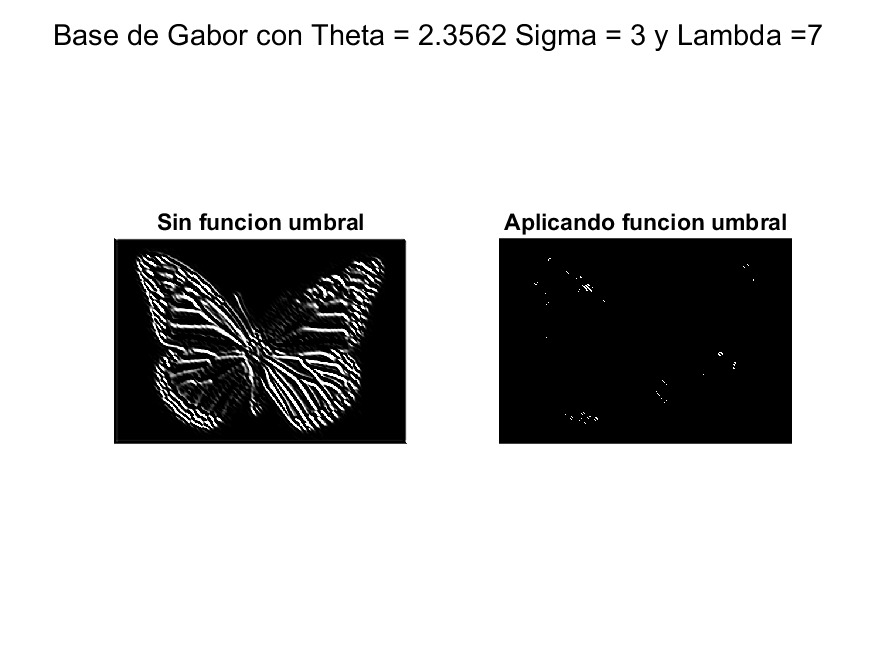 Base de Gabor con Theta = 2.3562 Sigma = 3 y Lambda =7
Sin funcion umbral
Aplicando funcion umbral